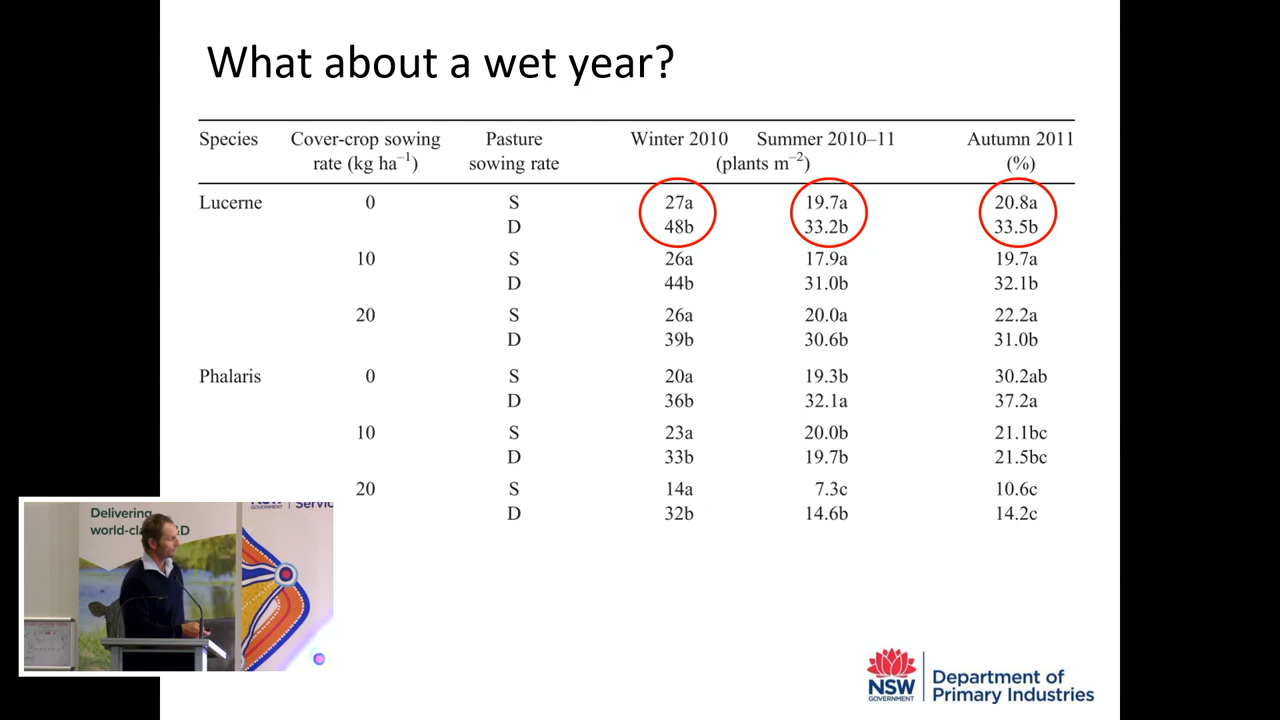 What about a wet year?
Species Cover-crop sowing Pasture Winter 2010 Summer 2010–11 Autumn 2011
rate (kg ha⁻¹) sowing rate (plants m⁻²) (%)
Lucerne 0 S 27a 19.7a 20.8a
D 48b 33.2b 33.5b
10 S 26a 17.9a 19.7a
D 44b 31.0b 32.1b
20 S 26a 20.0a 22.2a
D 39b 30.6b 31.0b
Phalaris 0 S 20a 19.3b 30.2ab
D 36b 32.1a 37.2a
10 S 23a 20.0b 21.1bc
D 33b 19.7b 21.5bc
20 S 14a 7.3c 10.6c
D 32b 14.6b 14.2c
Delivering
NSW
GOVERNMENT
Department of
Primary Industries